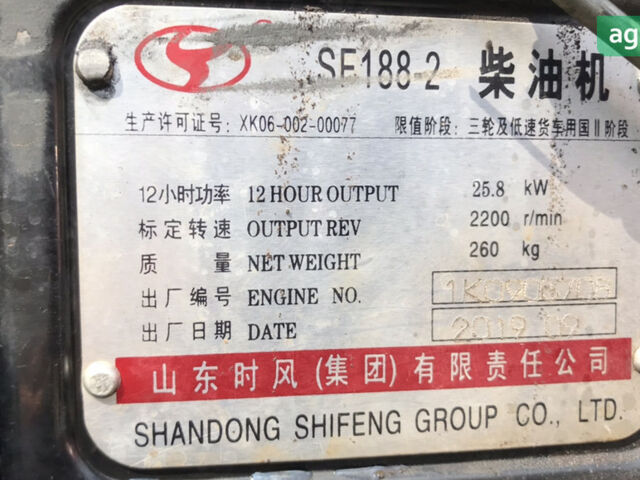 SF188 2 柴油机
ag
生产许可证号: XK06-002-00077 限值阶段: 三轮及低速货车用国Ⅱ阶段
12小时功率 12 HOUR OUTPUT 25.8 kW
标定转速 OUTPUT REV 2200 r/min
质量 NET WEIGHT 260 kg
出厂编号 ENGINE NO.
出厂日期 DATE 2019 09
山东时风(集团)有限责任公司
SHANDONG SHIFENG GROUP CO., LTD.